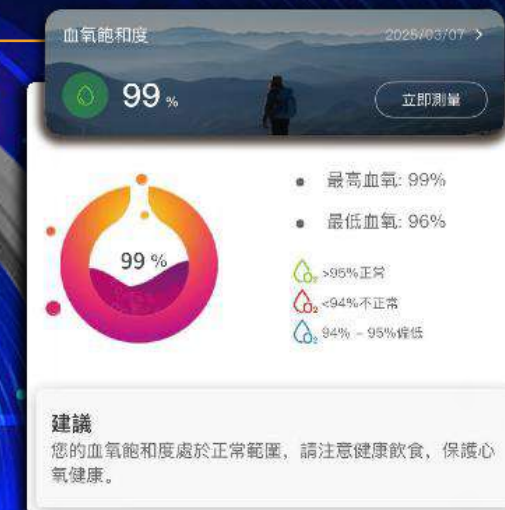 血氧飽和度
2025/03/07 >
99 %
立即測量
99 %
最高血氧: 99%
最低血氧: 96%
>95%正常
<94%不正常
94% - 95%偏低
建議
您的血氧飽和度處於正常範圍，請注意健康飲食，保護心
氧健康。